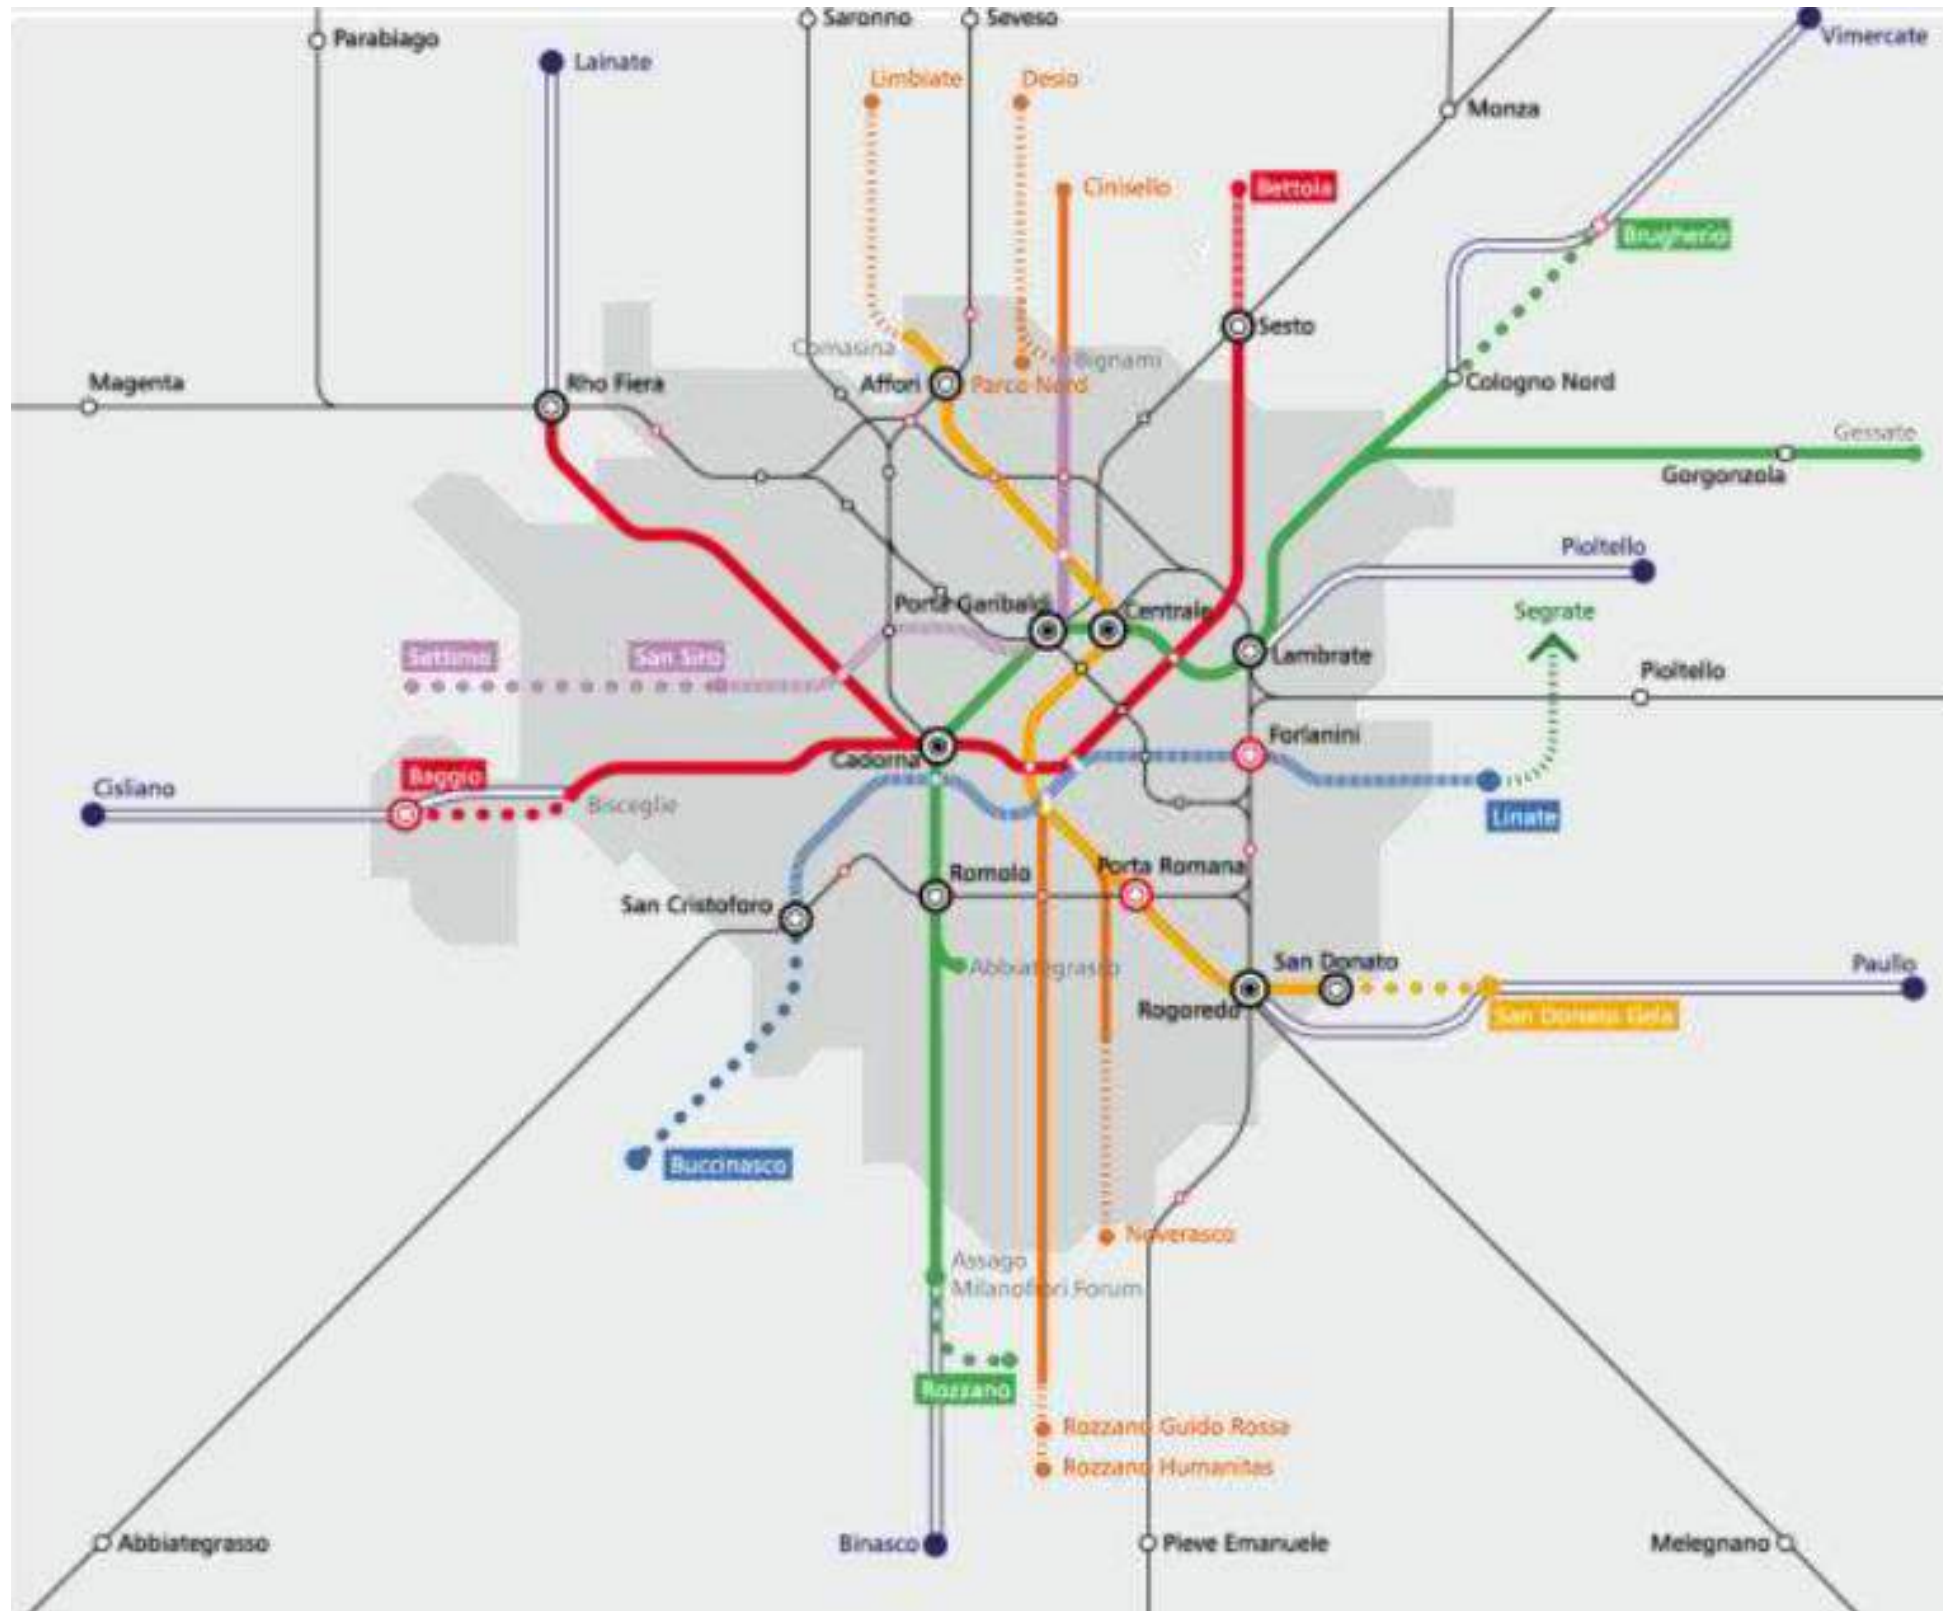 Saronno
Seveso
Parabiago
Vimercate
Lainate
Limbiate
Desio
Monza
Cinisello
Bettola
Brugherio
Sesto
Comasina
Bignami
Magenta
Rho Fiera
Affori
Parco Nord
Cologno Nord
Gessate
Gorgonzola
Pioltello
Porta Garibaldi
Centrale
Segrate
Settimo
San Siro
Lambrate
Pioltello
Forlanini
Cadorna
Baggio
Cisliano
Bisceglie
Linate
Romolo
Porta Romana
San Cristoforo
Abbiategrasso
San Donato
Paullo
Rogoredo
San Donato Gela
Buccinasco
Noverasco
Assago
Milanofiori Forum
Rozzano
Rozzano Guido Rossa
Rozzano Humanitas
Abbiategrasso
Binasco
Pieve Emanuele
Melegnano